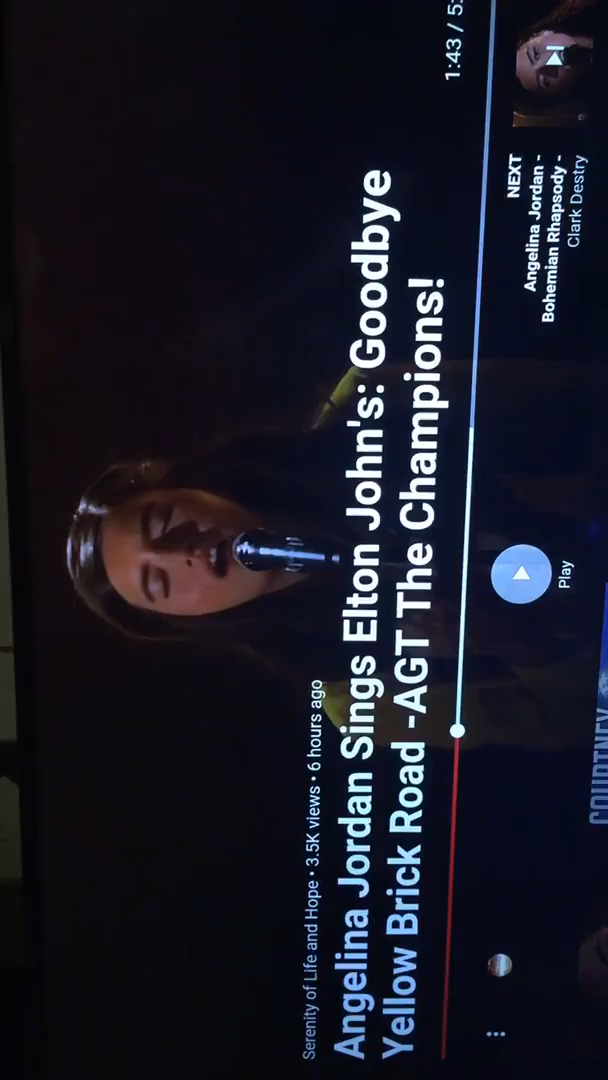 Serenity of Life and Hope • 3.5K views • 6 hours ago
Angelina Jordan Sings Elton John's: Goodbye
Yellow Brick Road -AGT The Champions!
1:43 / 5:
Play
NEXT
Angelina Jordan -
Bohemian Rhapsody -
Clark Destry
COURTNEY